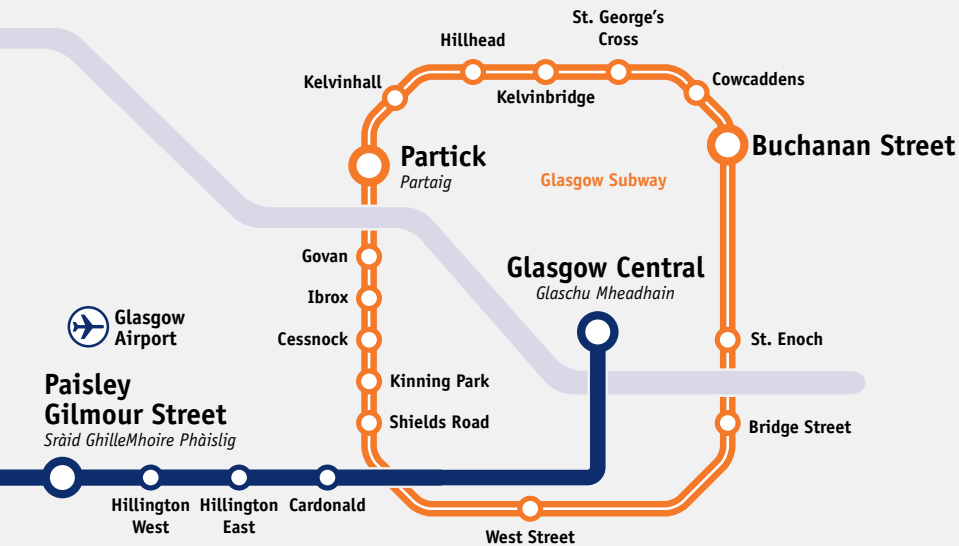 St. George's
Cross
Hillhead
Kelvinhall
Cowcaddens
Kelvinbridge
Buchanan Street
Partick
Partaig
Glasgow Subway
Govan
Glasgow Central
Glaschu Mheadhain
Ibrox
Glasgow
Airport
Cessnock
St. Enoch
Paisley
Gilmour Street
Sràid GhilleMhoire Phàislig
Kinning Park
Shields Road
Bridge Street
Hillington
West
Hillington
East
Cardonald
West Street